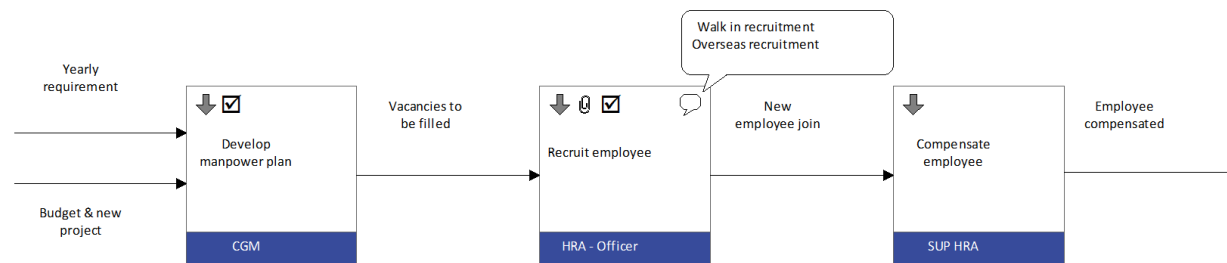 Yearly
requirement
Budget & new
project
Develop
manpower plan
CGM
Vacancies to
be filled
Walk in recruitment
Overseas recruitment
Recruit employee
HRA - Officer
New
employee join
Compensate
employee
SUP HRA
Employee
compensated